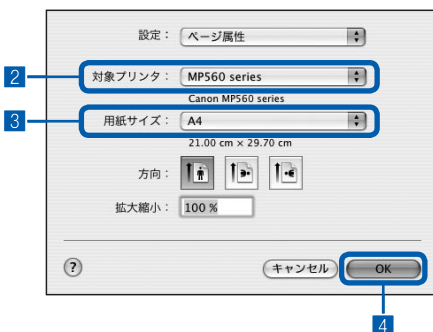 設定： ページ属性
2 対象プリンタ： MP560 series
Canon MP560 series
3 用紙サイズ： A4
21.00 cm × 29.70 cm
方向：
拡大縮小： 100 %
? キャンセル OK
4